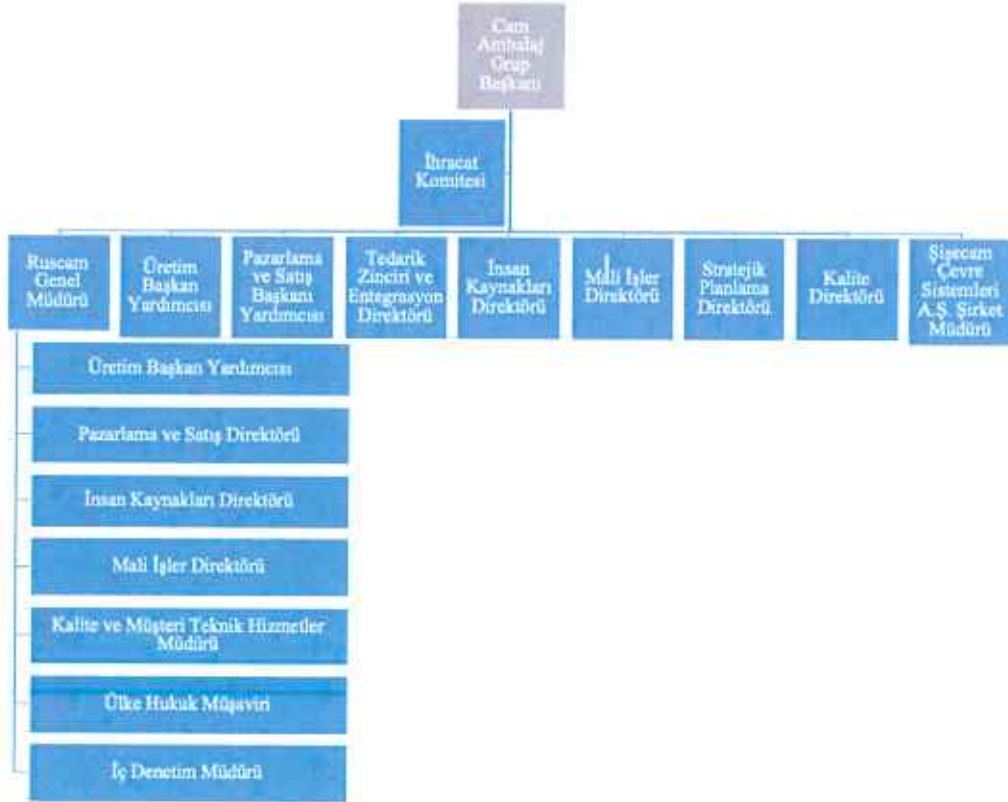 Cam
Ambalaj
Grup
Başkanı
İhracat
Komitesi
Ruscam
Genel
Müdürü
Üretim
Başkan
Yardımcısı
Pazarlama
ve Satış
Başkanı
Yardımcısı
Tedarik
Zinciri ve
Entegrasyon
Direktörü
İnsan
Kaynakları
Direktörü
Mali İşler
Direktörü
Stratejik
Planlama
Direktörü
Kalite
Direktörü
Şişecam
Çevre
Sistemleri
A.Ş. Şirket
Müdürü
Üretim Başkan Yardımcısı
Pazarlama ve Satış Direktörü
İnsan Kaynakları Direktörü
Mali İşler Direktörü
Kalite ve Müşteri Teknik Hizmetler
Müdürü
Ülke Hukuk Müşaviri
İç Denetim Müdürü